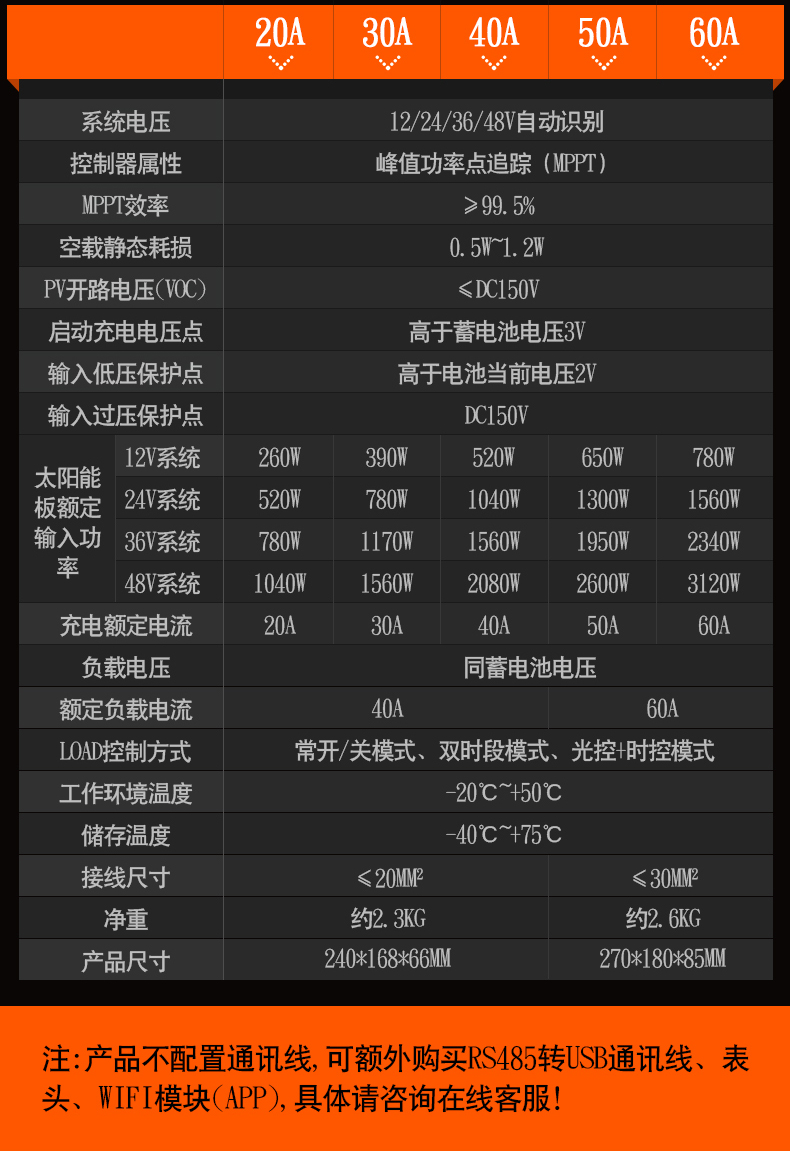 20A 30A 40A 50A 60A
系统电压 12/24/36/48V自动识别
控制器属性 峰值功率点追踪（MPPT）
MPPT效率 ⩾99.5%
空载静态耗损 0.5W~1.2W
PV开路电压(VOC) ⩽DC150V
启动充电电压点 高于蓄电池电压3V
输入低压保护点 高于电池当前电压2V
输入过压保护点 DC150V
太阳能
板额定
输入功
率
12V系统 260W 390W 520W 650W 780W
24V系统 520W 780W 1040W 1300W 1560W
36V系统 780W 1170W 1560W 1950W 2340W
48V系统 1040W 1560W 2080W 2600W 3120W
充电额定电流 20A 30A 40A 50A 60A
负载电压 同蓄电池电压
额定负载电流 40A 60A
LOAD控制方式 常开/关模式、双时段模式、光控+时控模式
工作环境温度 -20℃~+50℃
储存温度 -40℃~+75℃
接线尺寸 ⩽20MM² ⩽30MM²
净重 约2.3KG 约2.6KG
产品尺寸 240*168*66MM 270*180*85MM
注:产品不配置通讯线,可额外购买RS485转USB通讯线、表
头、WIFI模块(APP),具体请咨询在线客服!